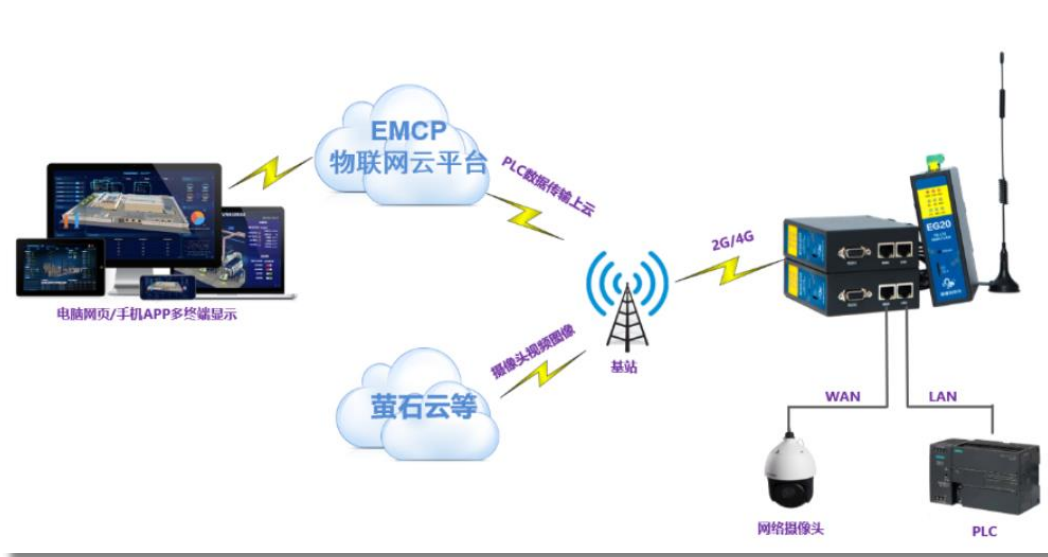 EMCP
物联网云平台
PLC数据传输上云
2G/4G
EG20
电脑网页/手机APP多终端显示
摄像头视频图像
基站
萤石云等
WAN
LAN
网络摄像头
PLC